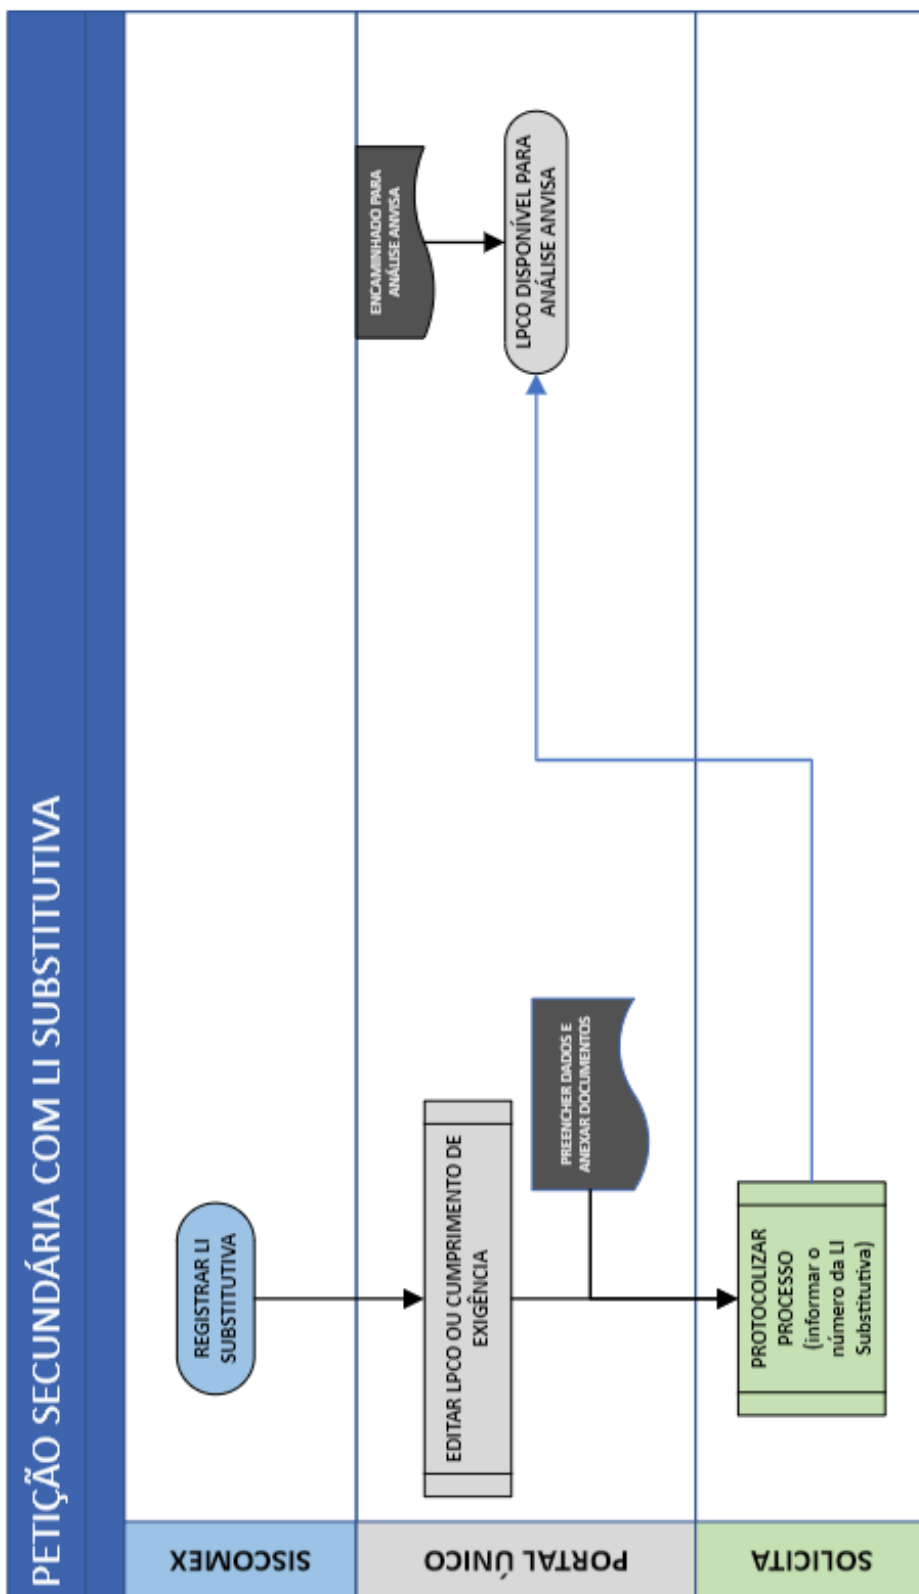 PETIÇÃO SECUNDÁRIA COM LI SUBSTITUTIVA
SISCOMEX
REGISTRAR LI
SUBSTITUTIVA
PORTAL ÚNICO
EDITAR LPCO OU CUMPRIMENTO DE
EXIGÊNCIA
PREENCHER DADOS E
ANEXAR DOCUMENTOS
ENCAMINHADO PARA
ANÁLISE ANVISA
LPCO DISPONÍVEL PARA
ANÁLISE ANVISA
SOLICITA
PROTOCOLIZAR
PROCESSO
(informar o
número da LI
Substitutiva)